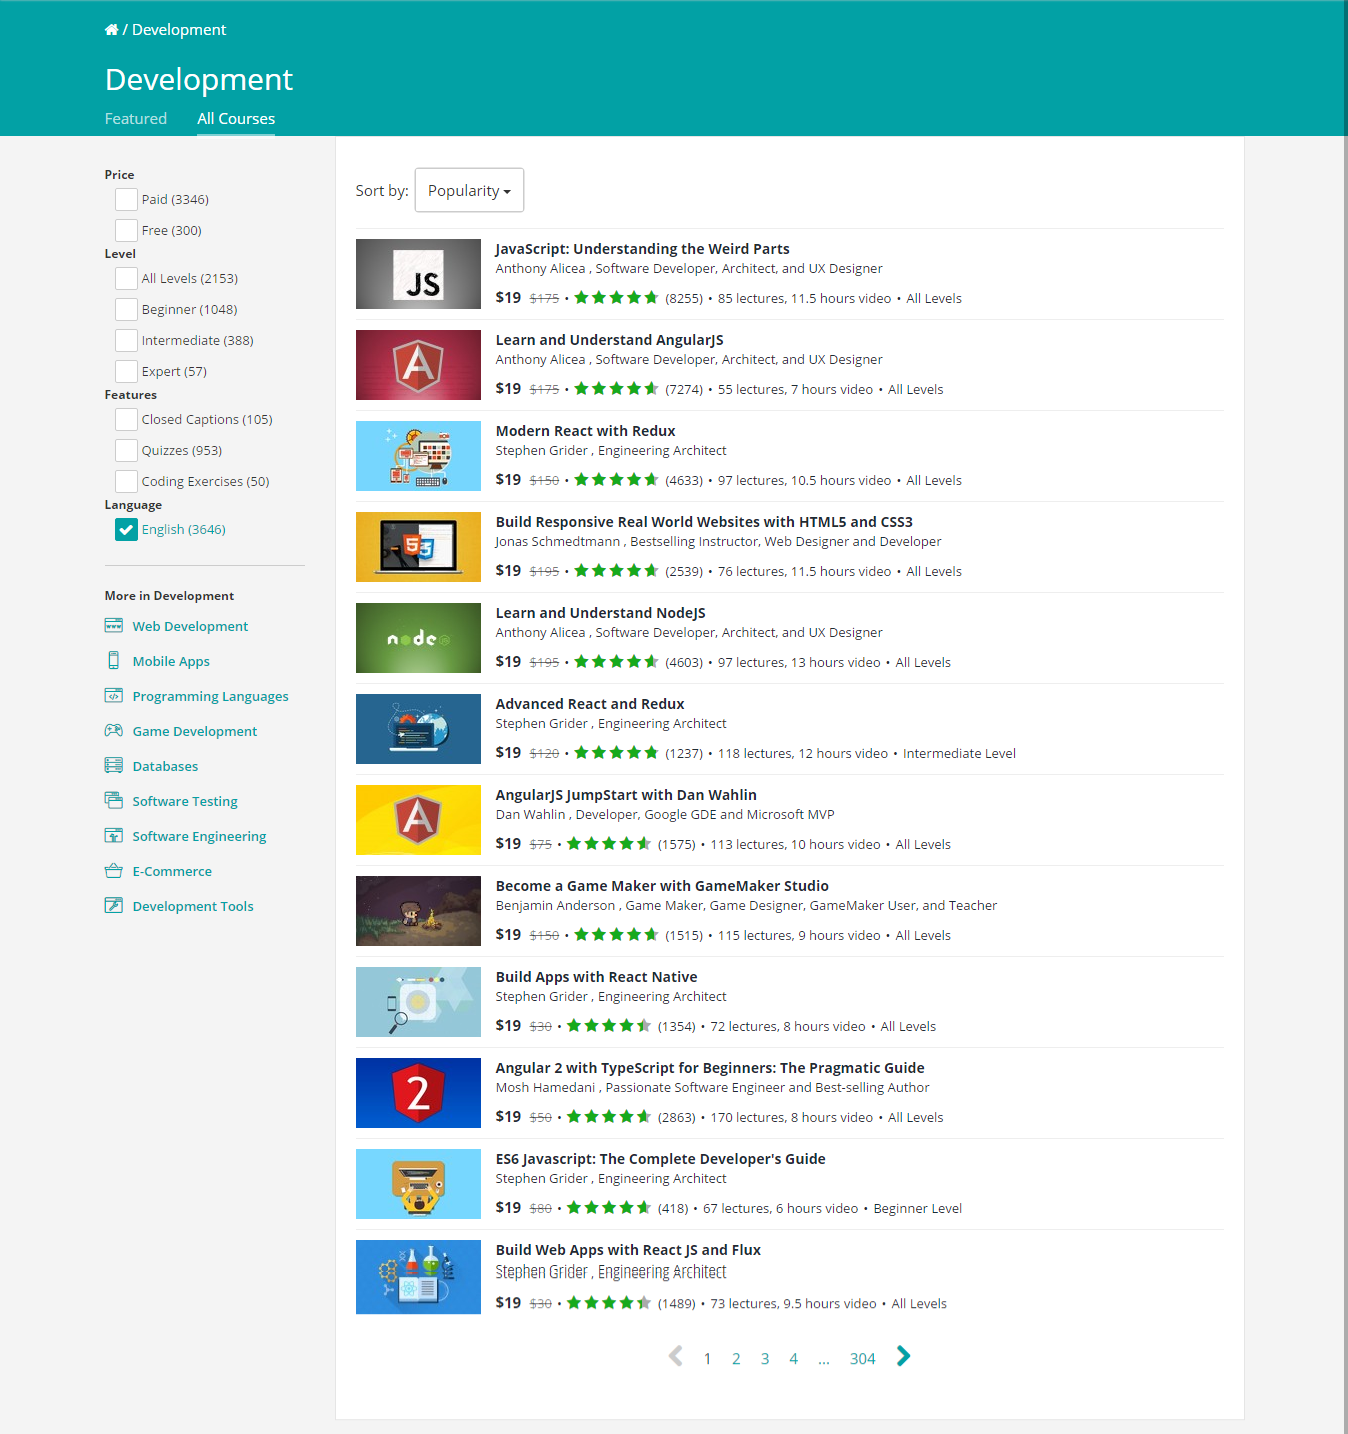 / Development
Development
Featured All Courses
Price
Paid (3346)
Free (300)
Level
All Levels (2153)
Beginner (1048)
Intermediate (388)
Expert (57)
Features
Closed Captions (105)
Quizzes (953)
Coding Exercises (50)
Language
English (3646)
More in Development
Web Development
Mobile Apps
Programming Languages
Game Development
Databases
Software Testing
Software Engineering
E-Commerce
Development Tools
Sort by: Popularity
JS
JavaScript: Understanding the Weird Parts
Anthony Alicea , Software Developer, Architect, and UX Designer
$19 $175 • (8255) • 85 lectures, 11.5 hours video • All Levels
A
Learn and Understand AngularJS
Anthony Alicea , Software Developer, Architect, and UX Designer
$19 $175 • (7274) • 55 lectures, 7 hours video • All Levels
Modern React with Redux
Stephen Grider , Engineering Architect
$19 $150 • (4633) • 97 lectures, 10.5 hours video • All Levels
5 3
Build Responsive Real World Websites with HTML5 and CSS3
Jonas Schmedtmann , Bestselling Instructor, Web Designer and Developer
$19 $195 • (2539) • 76 lectures, 11.5 hours video • All Levels
node
Learn and Understand NodeJS
Anthony Alicea , Software Developer, Architect, and UX Designer
$19 $195 • (4603) • 97 lectures, 13 hours video • All Levels
Advanced React and Redux
Stephen Grider , Engineering Architect
$19 $120 • (1237) • 118 lectures, 12 hours video • Intermediate Level
A
AngularJS JumpStart with Dan Wahlin
Dan Wahlin , Developer, Google GDE and Microsoft MVP
$19 $75 • (1575) • 113 lectures, 10 hours video • All Levels
Become a Game Maker with GameMaker Studio
Benjamin Anderson , Game Maker, Game Designer, GameMaker User, and Teacher
$19 $150 • (1515) • 115 lectures, 9 hours video • All Levels
Build Apps with React Native
Stephen Grider , Engineering Architect
$19 $30 • (1354) • 72 lectures, 8 hours video • All Levels
2
Angular 2 with TypeScript for Beginners: The Pragmatic Guide
Mosh Hamedani , Passionate Software Engineer and Best-selling Author
$19 $50 • (2863) • 170 lectures, 8 hours video • All Levels
ES6 Javascript: The Complete Developer's Guide
Stephen Grider , Engineering Architect
$19 $80 • (418) • 67 lectures, 6 hours video • Beginner Level
Build Web Apps with React JS and Flux
Stephen Grider , Engineering Architect
$19 $30 • (1489) • 73 lectures, 9.5 hours video • All Levels
1 2 3 4 ... 304